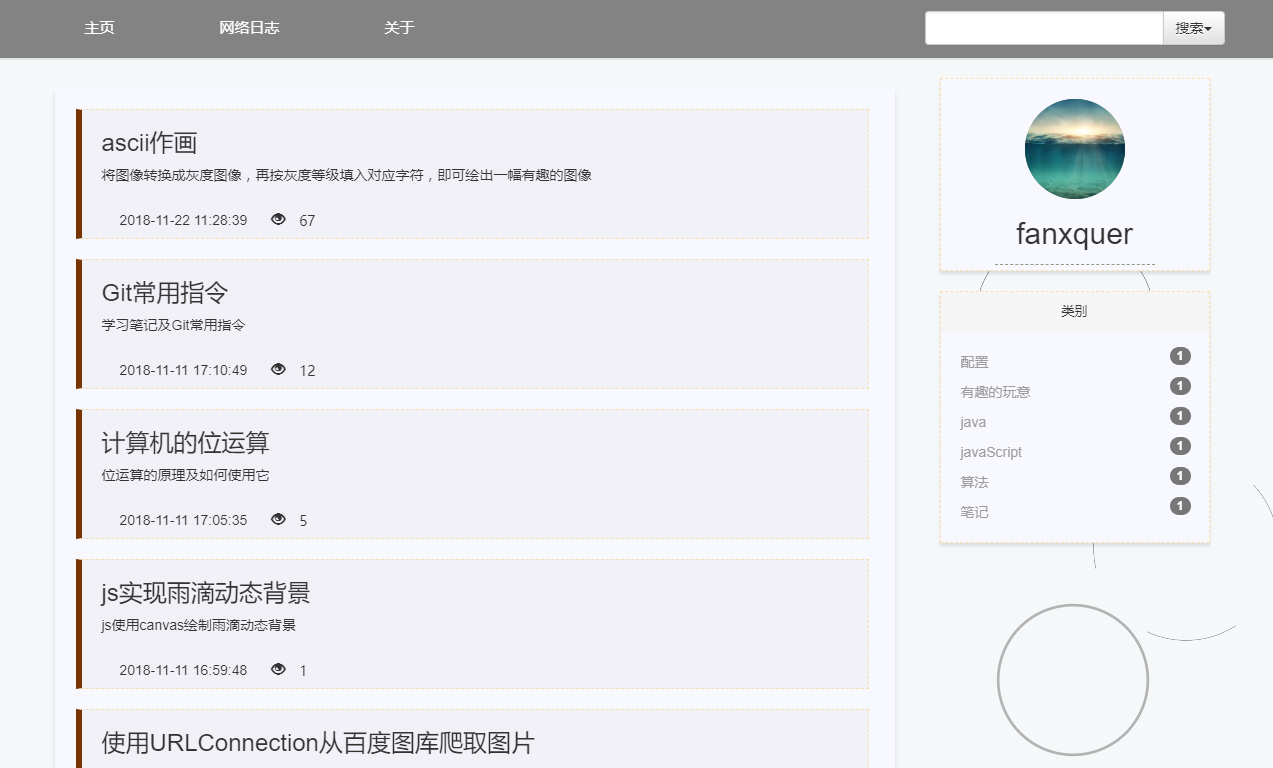 主页 网络日志 关于 搜索
ascii作画
将图像转换成灰度图像，再按灰度等级填入对应字符，即可绘出一幅有趣的图像
2018-11-22 11:28:39 67
Git常用指令
学习笔记及Git常用指令
2018-11-11 17:10:49 12
计算机的位运算
位运算的原理及如何使用它
2018-11-11 17:05:35 5
js实现雨滴动态背景
js使用canvas绘制雨滴动态背景
2018-11-11 16:59:48 1
使用URLConnection从百度图库爬取图片
fanxquer
类别
配置 1
有趣的玩意 1
java 1
javaScript 1
算法 1
笔记 1